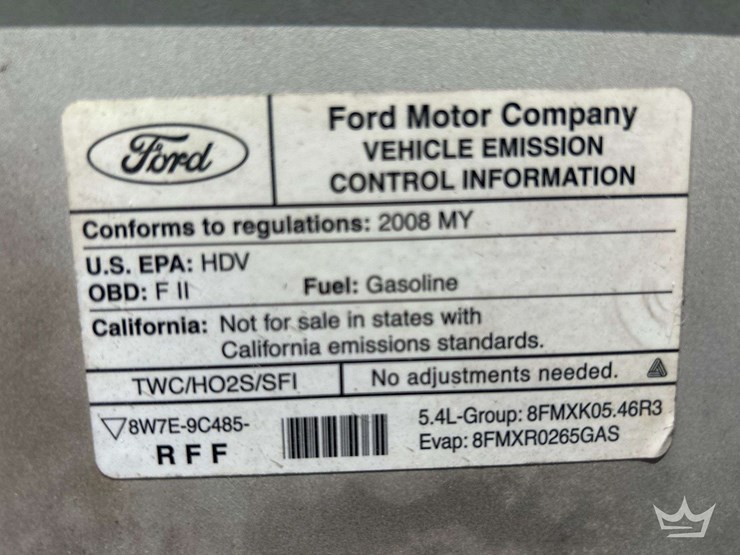 Ford
Ford Motor Company
VEHICLE EMISSION
CONTROL INFORMATION
Conforms to regulations: 2008 MY
U.S. EPA: HDV
OBD: F II Fuel: Gasoline
California: Not for sale in states with
California emissions standards.
TWC/HO2S/SFI No adjustments needed.
8W7E-9C485-
RFF
5.4L-Group: 8FMXK05.46R3
Evap: 8FMXR0265GAS